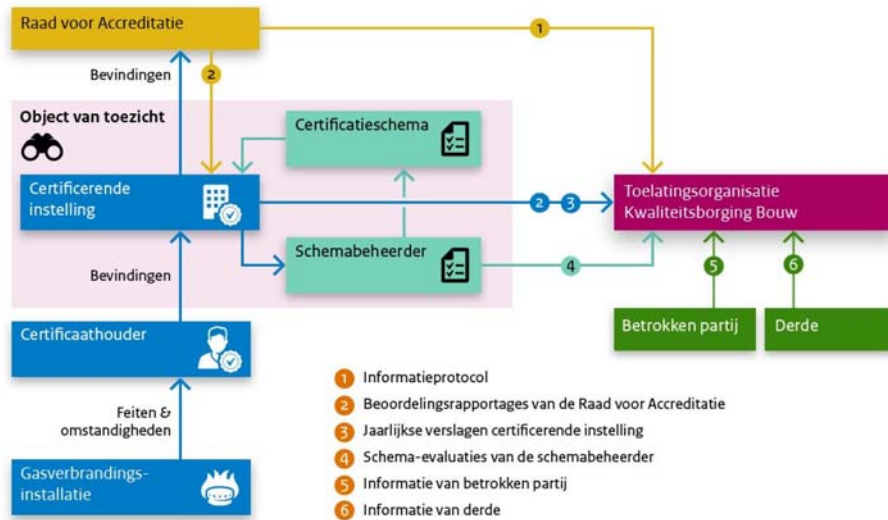 Raad voor Accreditatie
1
Bevindingen
2
Object van toezicht
Certificatieschema
Certificerende
instelling
2
3
Toelatingsorganisatie
Kwaliteitsborging Bouw
Bevindingen
Schemabeheerder
4
5
6
Betrokken partij
Derde
Certificaathouder
Feiten &
omstandigheden
Gasverbrandings-
installatie
1 Informatieprotocol
2 Beoordelingsrapportages van de Raad voor Accreditatie
3 Jaarlijkse verslagen certificerende instelling
4 Schema-evaluaties van de schemabeheerder
5 Informatie van betrokken partij
6 Informatie van derde